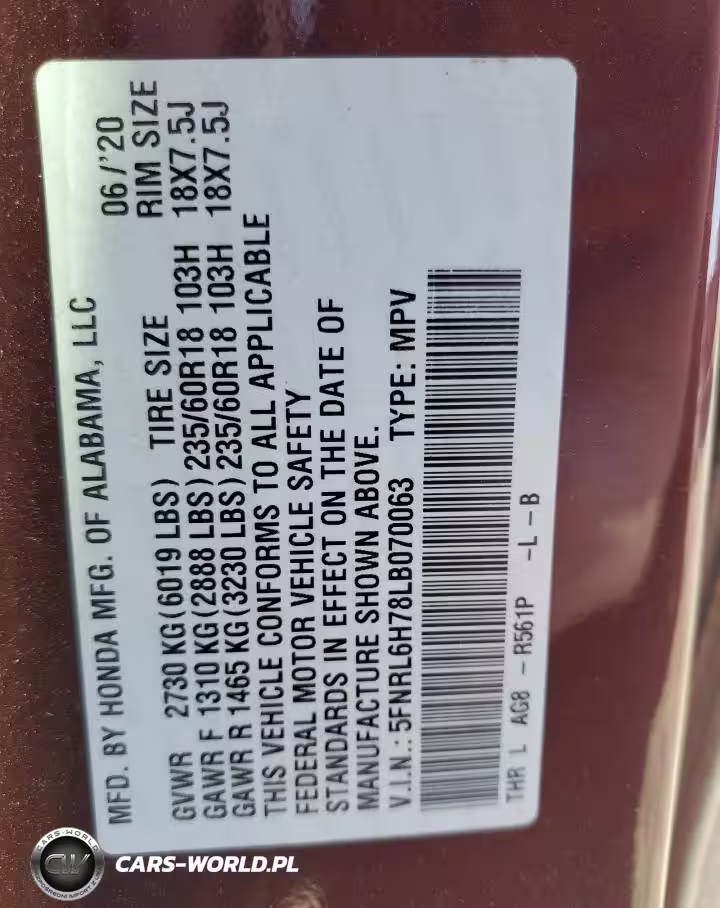 MFD. BY HONDA MFG. OF ALABAMA, LLC 06/'20
GVWR 2730 KG (6019 LBS) TIRE SIZE RIM SIZE
GAWR F 1310 KG (2888 LBS) 235/60R18 103H 18X7.5J
GAWR R 1465 KG (3230 LBS) 235/60R18 103H 18X7.5J
THIS VEHICLE CONFORMS TO ALL APPLICABLE
FEDERAL MOTOR VEHICLE SAFETY
STANDARDS IN EFFECT ON THE DATE OF
MANUFACTURE SHOWN ABOVE.
V.I.N.: 5FNRL6H78LB070063 TYPE: MPV
THR L AG8 - R561P -L-B
CARS-WORLD
CW
CARS-WORLD.PL